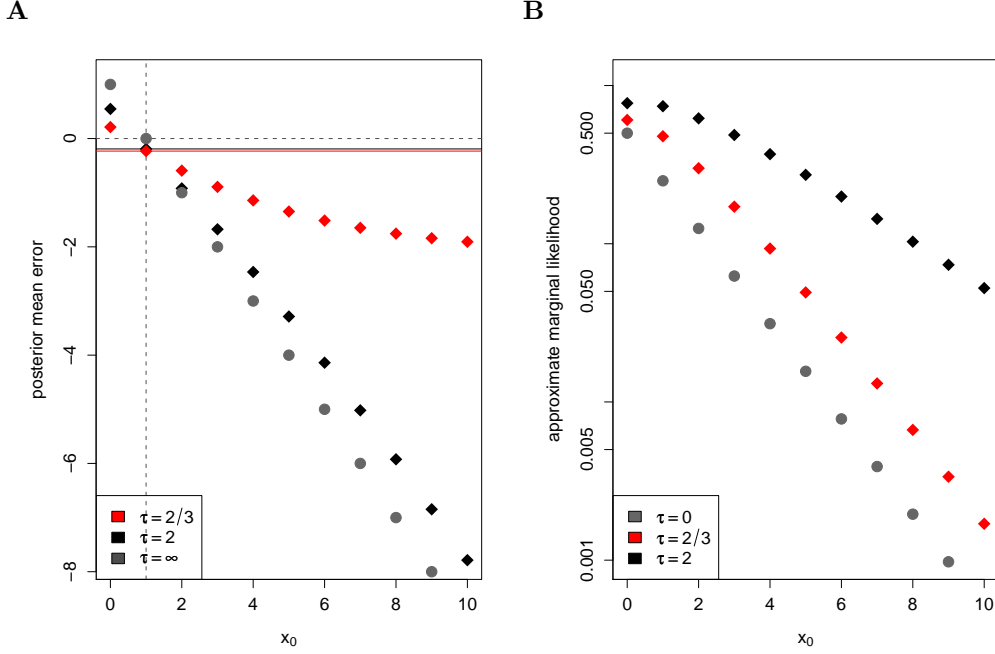 A
posterior mean error
0
−2
−4
−6
−8
τ = 2/3
τ = 2
τ = ∞
0 2 4 6 8 10
x₀
B
approximate marginal likelihood
0.500
0.050
0.005
0.001
τ = 0
τ = 2/3
τ = 2
0 2 4 6 8 10
x₀